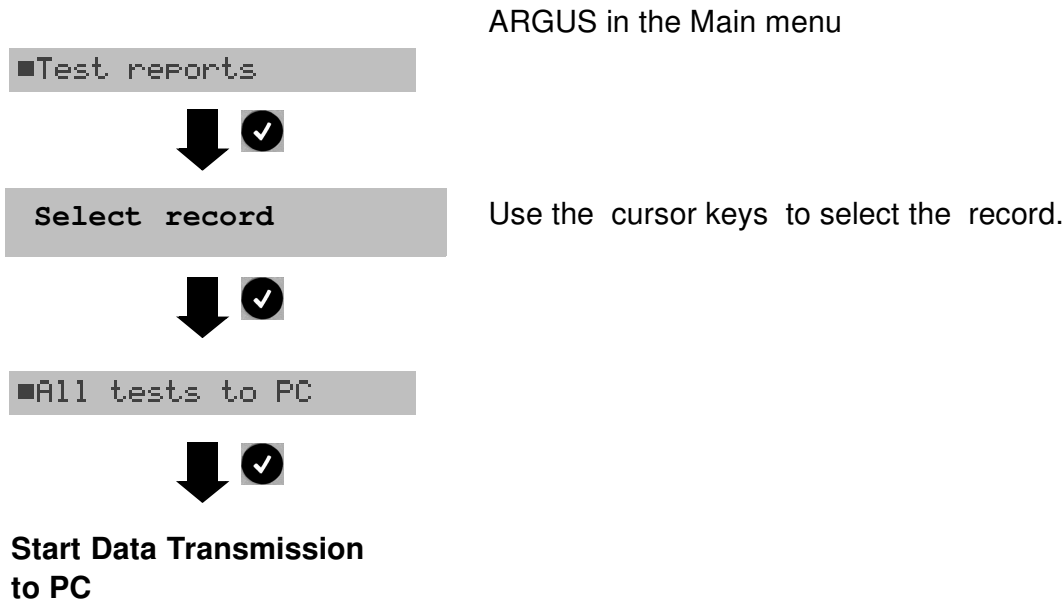 ARGUS in the Main menu
■Test reports
Select record
Use the cursor keys to select the record.
■All tests to PC
Start Data Transmission
to PC